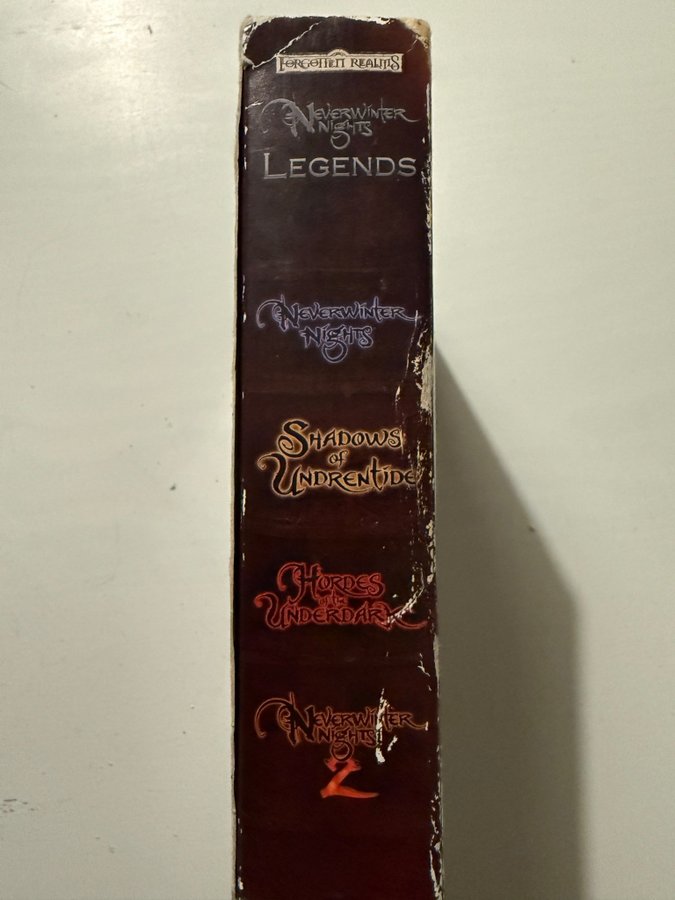 FORGOTTEN REALMS
NEVERWINTER
NIGHTS
LEGENDS
NEVERWINTER
NIGHTS
SHADOWS
of
UNDRENTIDE
HORDES
of the
UNDERDARK
NEVERWINTER
NIGHTS
2